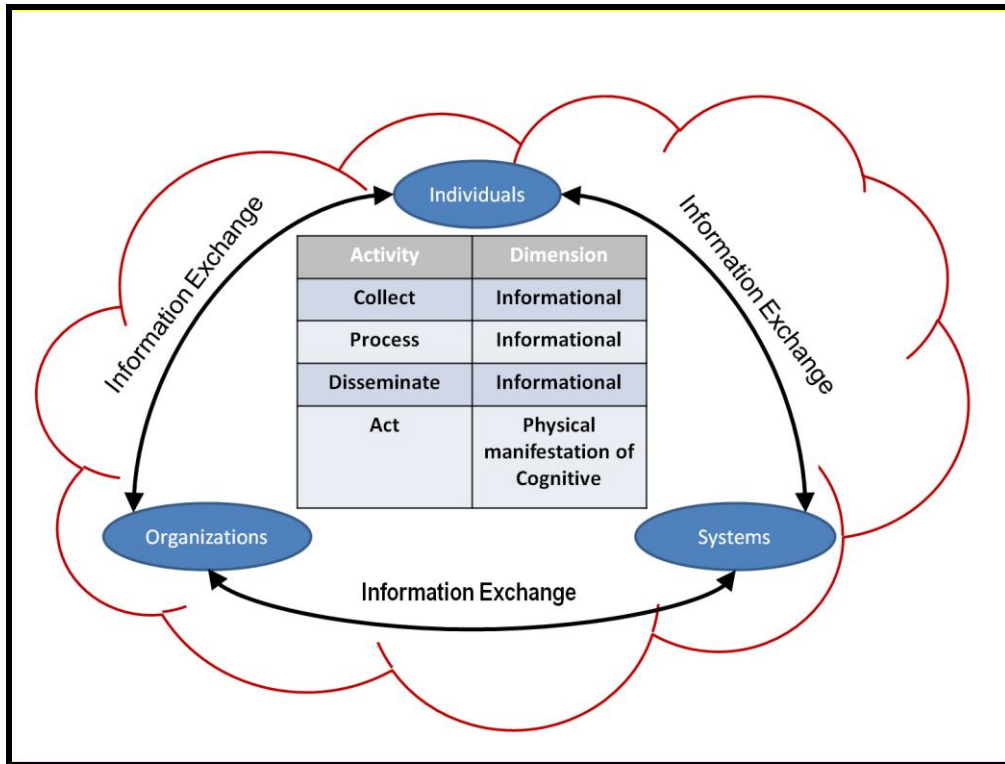 Individuals
Information Exchange
Information Exchange
Activity Dimension
Collect Informational
Process Informational
Disseminate Informational
Act Physical
manifestation of
Cognitive
Organizations
Systems
Information Exchange